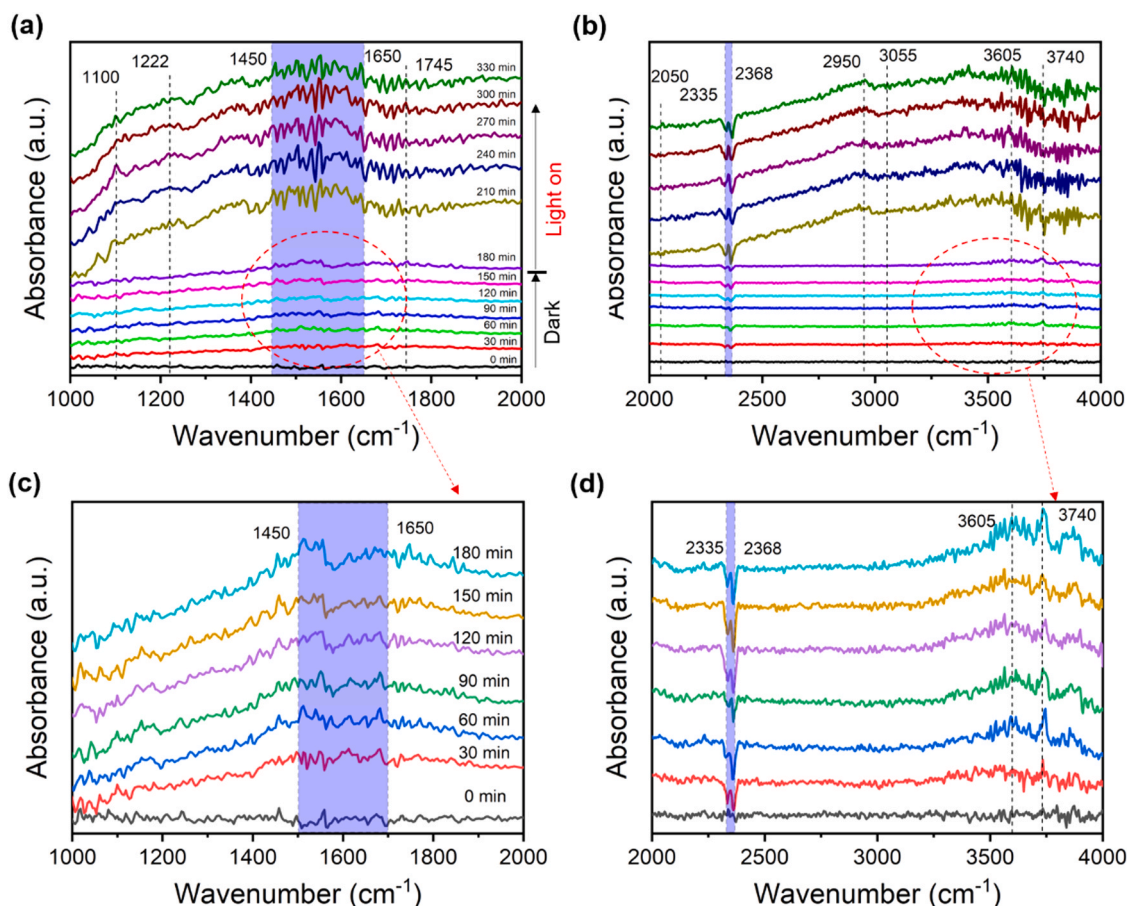 (a)
1100
1222
1450
1650
1745
330 min
300 min
270 min
240 min
210 min
180 min
150 min
120 min
90 min
60 min
30 min
0 min
Light on
Dark
Absorbance (a.u.)
1000 1200 1400 1600 1800 2000
Wavenumber (cm-1)
(b)
2050
2335
2368
2950
3055
3605
3740
Absorbance (a.u.)
2000 2500 3000 3500 4000
Wavenumber (cm-1)
(c)
1450
1650
180 min
150 min
120 min
90 min
60 min
30 min
0 min
Absorbance (a.u.)
1000 1200 1400 1600 1800 2000
Wavenumber (cm-1)
(d)
2335
2368
3605
3740
Absorbance (a.u.)
2000 2500 3000 3500 4000
Wavenumber (cm-1)